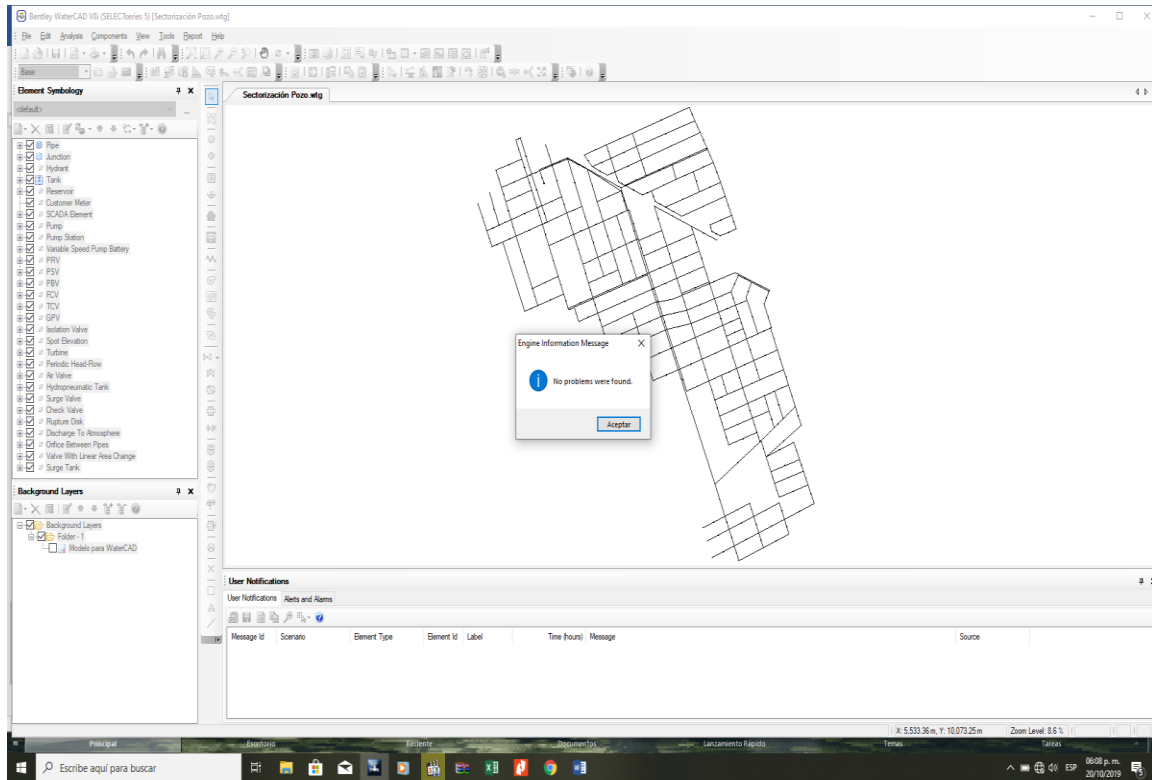 Bentley WaterCAD V8i (SELECTseries 5) [Sectorización Pozo.wtg]
File Edit Analysis Components View Tools Report Help
Base
Element Symbology
<default>
Pipe
Junction
Hydrant
Tank
Reservoir
Customer Meter
SCADA Element
Pump
Pump Station
Variable Speed Pump Battery
PRV
PSV
PBV
FCV
TCV
GPV
Isolation Valve
Spot Elevation
Turbine
Periodic Head-Flow
Air Valve
Hydropneumatic Tank
Surge Valve
Check Valve
Rupture Disk
Discharge To Atmosphere
Orifice Between Pipes
Valve With Linear Area Change
Surge Tank
Background Layers
Background Layers
Folder - 1
Modelo para WaterCAD
Sectorización Pozo.wtg
Engine Information Message
No problems were found.
Aceptar
User Notifications
User Notifications Alerts and Alarms
Message Id Scenario Element Type Element Id Label Time (hours) Message Source
X: 5,533.36 m, Y: 10,073.25 m Zoom Level: 8.6 %
Principal Escritorio Reciente Documentos Lanzamiento Rápido Temas Tareas
Escribe aquí para buscar
ESP
06:08 p. m.
20/10/2019